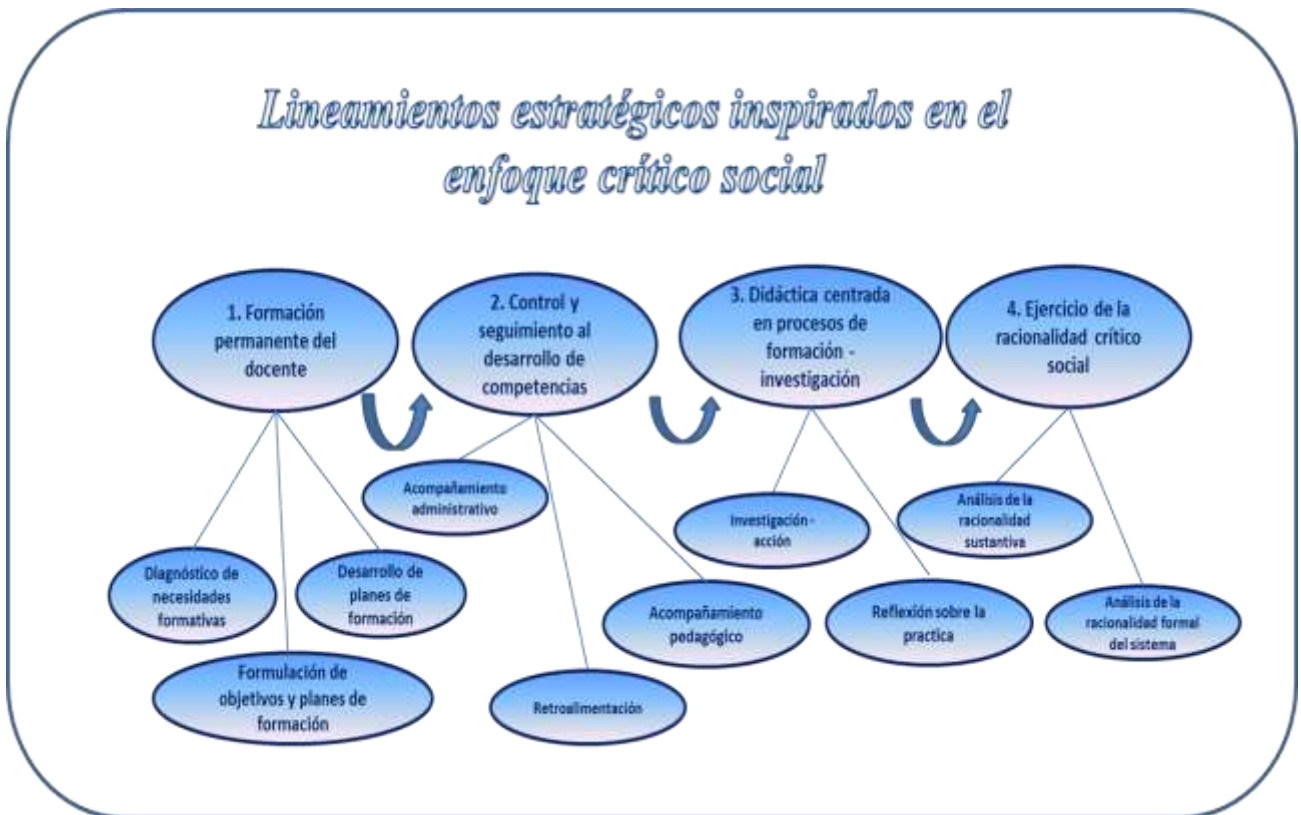 Lineamientos estratégicos inspirados en el
enfoque crítico social
1. Formación
permanente del
docente
2. Control y
seguimiento al
desarrollo de
competencias
3. Didáctica centrada
en procesos de
formación -
investigación
4. Ejercicio de la
racionalidad crítico
social
Acompañamiento
administrativo
Investigación -
acción
Análisis de la
racionalidad
sustantiva
Diagnóstico de
necesidades
formativas
Desarrollo de
planes de
formación
Acompañamiento
pedagógico
Reflexión sobre la
practica
Análisis de la
racionalidad formal
del sistema
Formulación de
objetivos y planes de
formación
Retroalimentación